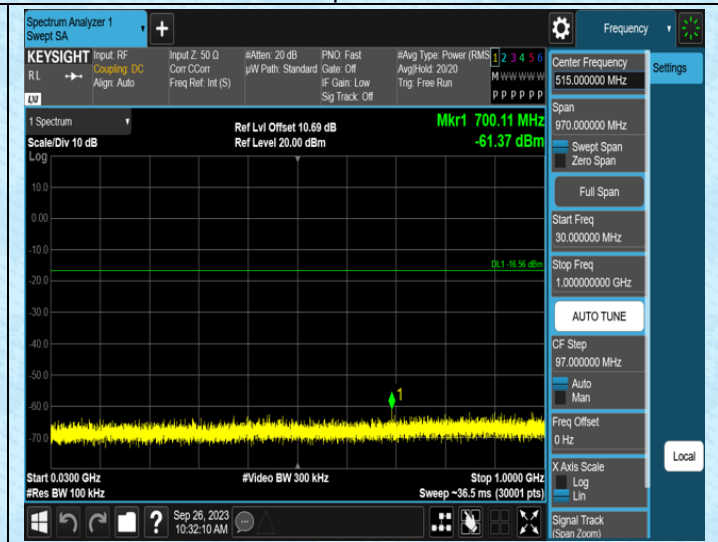 Spectrum Analyzer 1
Swept SA
+
Frequency
KEYSIGHT
RL
LXI
Input: RF
Coupling: DC
Align: Auto
Input Z: 50 Ω
Corr CCorr
Freq Ref: Int (S)
#Atten: 20 dB
µW Path: Standard
PNO: Fast
Gate: Off
IF Gain: Low
Sig Track: Off
#Avg Type: Power (RMS
Avg|Hold: 20/20
Trig: Free Run
1 2 3 4 5 6
M W W W W W
P P P P P P
1 Spectrum
Scale/Div 10 dB
Log
Ref Lvl Offset 10.69 dB
Ref Level 20.00 dBm
Mkr1 700.11 MHz
-61.37 dBm
10.0
0.00
-10.0
-20.0
-30.0
-40.0
-50.0
-60.0
-70.0
DL1 -16.56 dBm
1
Start 0.0300 GHz
#Res BW 100 kHz
#Video BW 300 kHz
Stop 1.0000 GHz
Sweep ~36.5 ms (30001 pts)
?
Sep 26, 2023
10:32:10 AM
Center Frequency
515.000000 MHz
Span
970.000000 MHz
Swept Span
Zero Span
Full Span
Start Freq
30.000000 MHz
Stop Freq
1.000000000 GHz
AUTO TUNE
CF Step
97.000000 MHz
Auto
Man
Freq Offset
0 Hz
X Axis Scale
Log
Lin
Signal Track
(Span Zoom)
Settings
Local